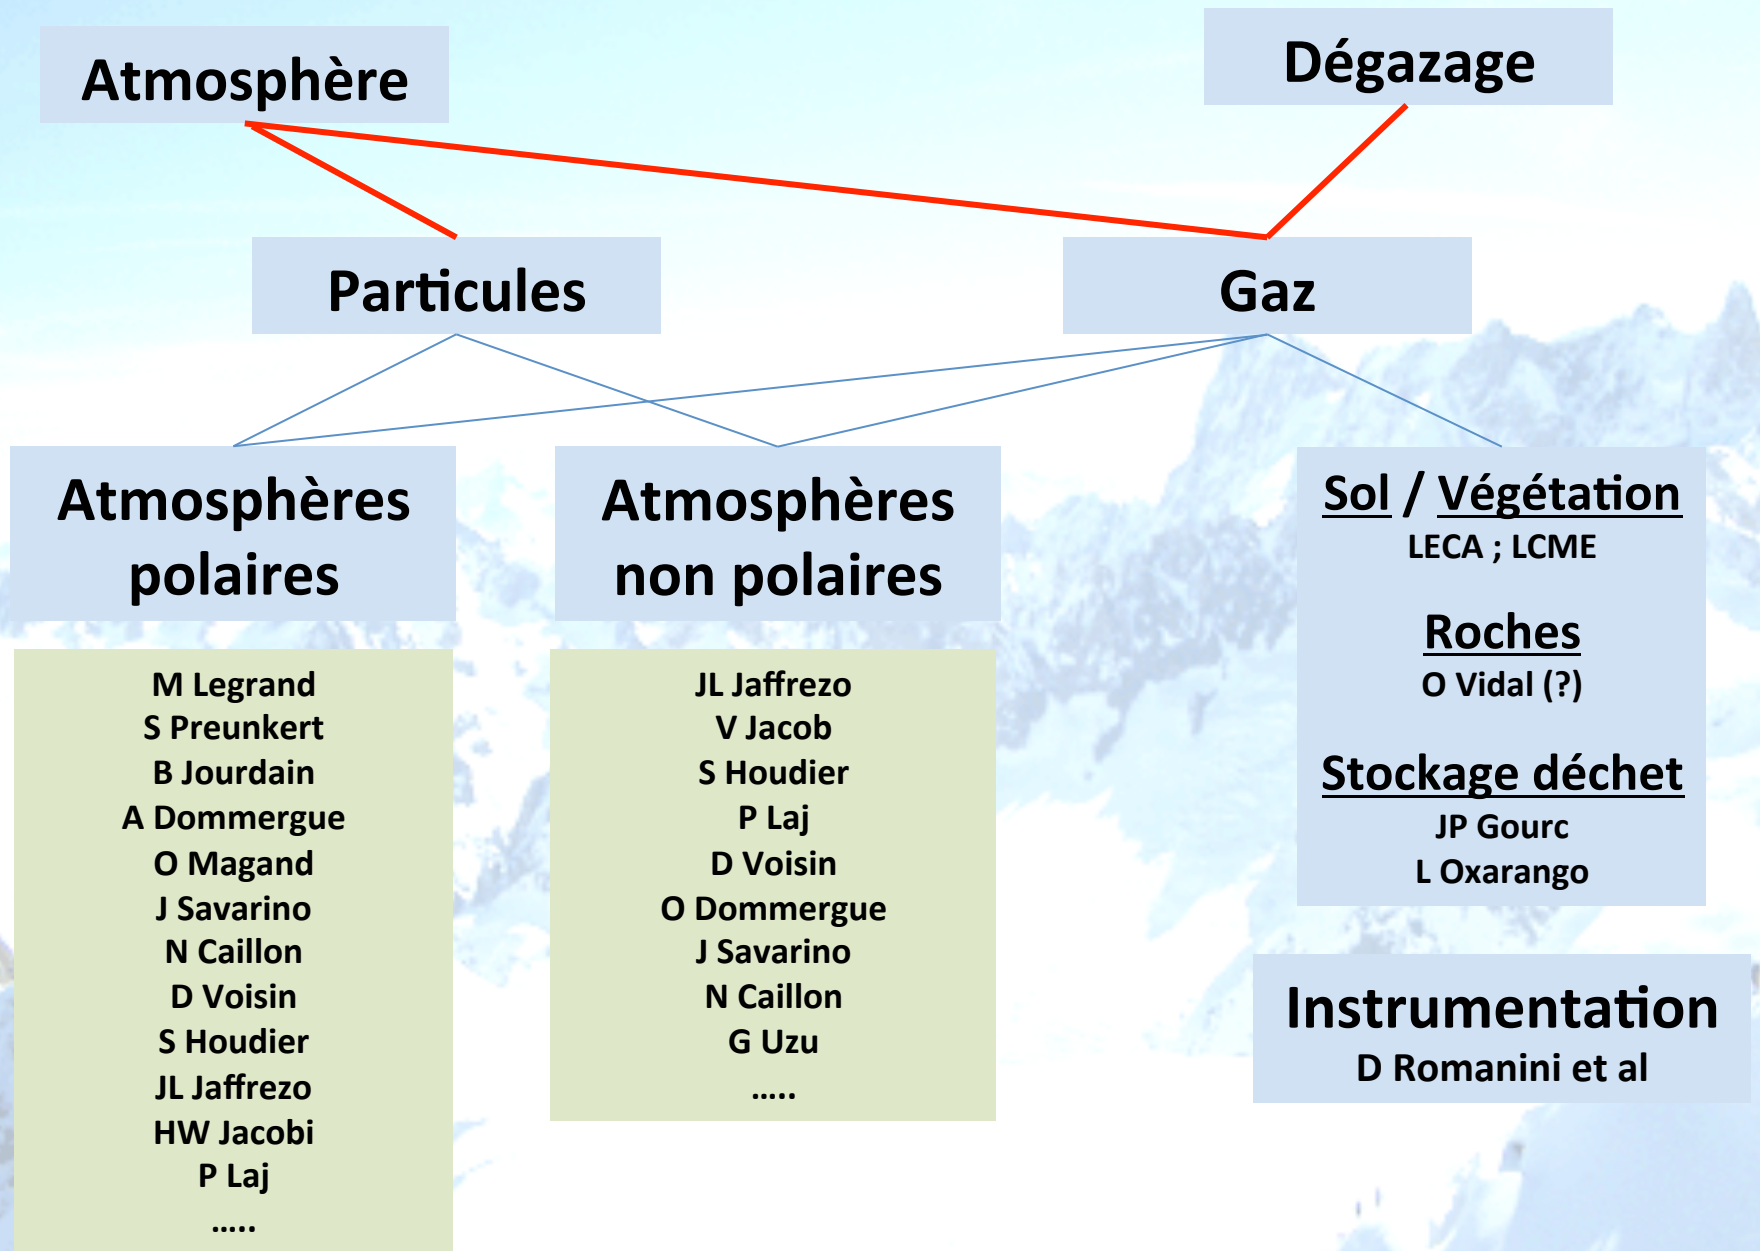 Atmosphère
Dégazage
Particules
Gaz
Atmosphères
polaires
Atmosphères
non polaires
Sol / Végétation
LECA ; LCME
Roches
O Vidal (?)
Stockage déchet
JP Gourc
L Oxarango
M Legrand
S Preunkert
B Jourdain
A Dommergue
O Magand
J Savarino
N Caillon
D Voisin
S Houdier
JL Jaffrezo
HW Jacobi
P Laj
…..
JL Jaffrezo
V Jacob
S Houdier
P Laj
D Voisin
O Dommergue
J Savarino
N Caillon
G Uzu
…..
Instrumentation
D Romanini et al